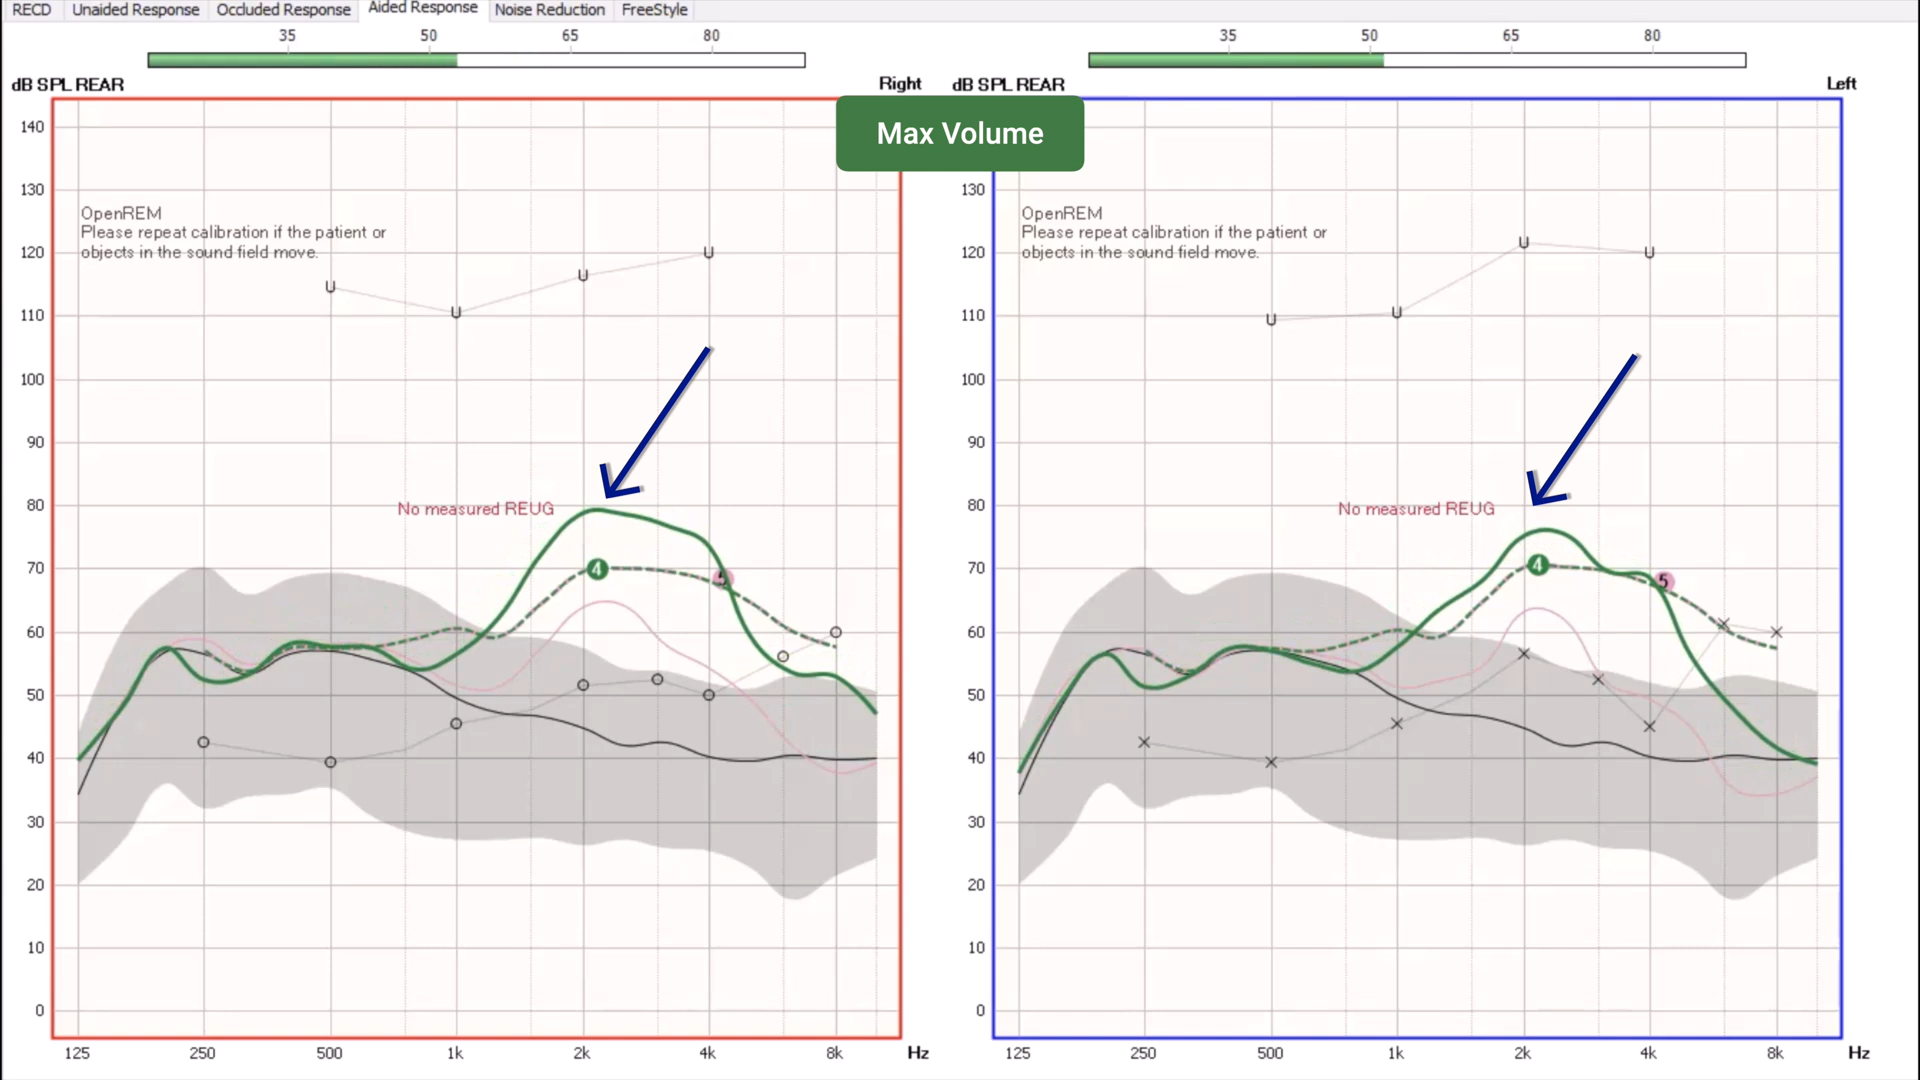 RECD Unaided Response Occluded Response Aided Response Noise Reduction FreeStyle
35 50 65 80
35 50 65 80
dB SPL REAR Right
dB SPL REAR Left
Max Volume
140
130
120
110
100
90
80
70
60
50
40
30
20
10
0
OpenREM
Please repeat calibration if the patient or
objects in the sound field move.
U U U U
No measured REUG
4
5
125 250 500 1k 2k 4k 8k Hz
130
120
110
100
90
80
70
60
50
40
30
20
10
0
OpenREM
Please repeat calibration if the patient or
objects in the sound field move.
U U U U
No measured REUG
4
5
125 250 500 1k 2k 4k 8k Hz